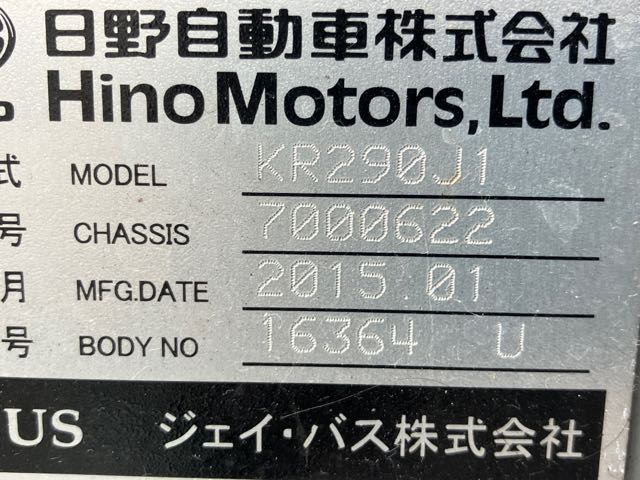 日野自動車株式会社
Hino Motors, Ltd.
式 MODEL KR290J1
号 CHASSIS 7000622
月 MFG.DATE 2015.01
号 BODY NO 16364 U
US ジェイ・バス株式会社